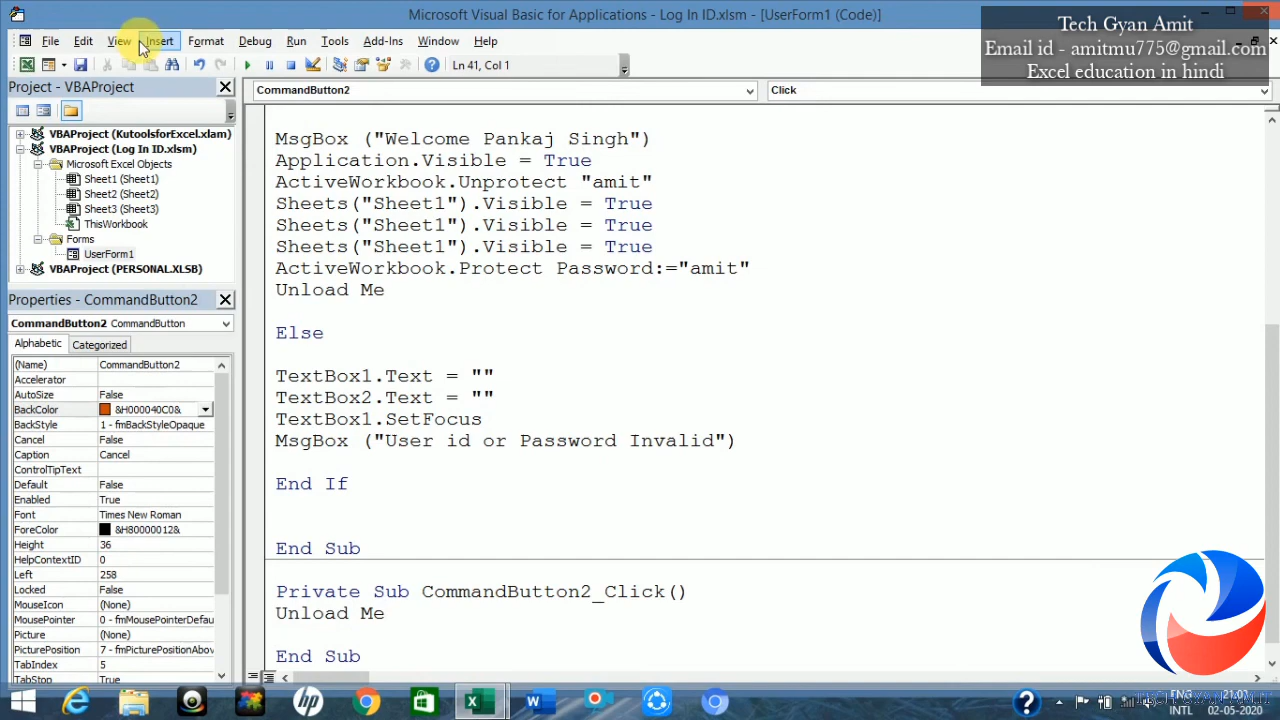 Microsoft Visual Basic for Applications - Log In ID.xlsm - [UserForm1 (Code)]
Tech Gyan Amit
Email id - amitmu775@gmail.com
Excel education in hindi
File Edit View Insert Format Debug Run Tools Add-Ins Window Help
Ln 41, Col 1
Project - VBAProject
CommandButton2
Click
VBAProject (KutoolsforExcel.xlam)
VBAProject (Log In ID.xlsm)
Microsoft Excel Objects
Sheet1 (Sheet1)
Sheet2 (Sheet2)
Sheet3 (Sheet3)
ThisWorkbook
Forms
UserForm1
VBAProject (PERSONAL.XLSB)
Properties - CommandButton2
CommandButton2 CommandButton
Alphabetic Categorized
(Name) CommandButton2
Accelerator
AutoSize False
BackColor &H000040C0&
BackStyle 1 - fmBackStyleOpaque
Cancel False
Caption Cancel
ControlTipText
Default False
Enabled True
Font Times New Roman
ForeColor &H80000012&
Height 36
HelpContextID 0
Left 258
Locked False
MouseIcon (None)
MousePointer 0 - fmMousePointerDefau
Picture (None)
PicturePosition 7 - fmPicturePositionAbov
TabIndex 5
TabStop True
MsgBox ("Welcome Pankaj Singh")
Application.Visible = True
ActiveWorkbook.Unprotect "amit"
Sheets("Sheet1").Visible = True
Sheets("Sheet1").Visible = True
Sheets("Sheet1").Visible = True
ActiveWorkbook.Protect Password:="amit"
Unload Me
Else
TextBox1.Text = ""
TextBox2.Text = ""
TextBox1.SetFocus
MsgBox ("User id or Password Invalid")
End If
End Sub
Private Sub CommandButton2_Click()
Unload Me
End Sub
ENG 21:07
INTL 02-05-2020